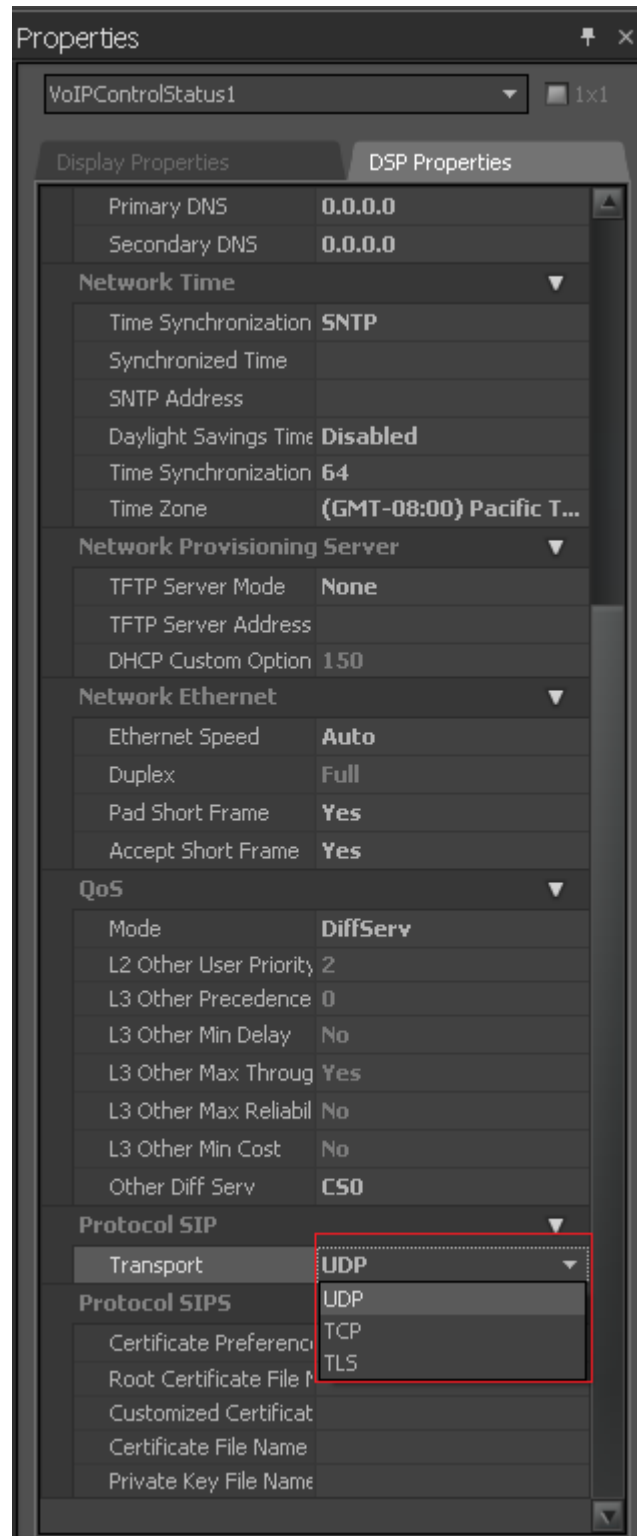 Properties
VoIPControlStatus1 1x1
Display Properties DSP Properties
Primary DNS 0.0.0.0
Secondary DNS 0.0.0.0
Network Time
Time Synchronization SNTP
Synchronized Time
SNTP Address
Daylight Savings Time Disabled
Time Synchronization 64
Time Zone (GMT-08:00) Pacific T...
Network Provisioning Server
TFTP Server Mode None
TFTP Server Address
DHCP Custom Option 150
Network Ethernet
Ethernet Speed Auto
Duplex Full
Pad Short Frame Yes
Accept Short Frame Yes
QoS
Mode DiffServ
L2 Other User Priority 2
L3 Other Precedence 0
L3 Other Min Delay No
L3 Other Max Throug Yes
L3 Other Max Reliabil No
L3 Other Min Cost No
Other Diff Serv CS0
Protocol SIP
Transport UDP
Protocol SIPS UDP
Certificate Preferenc TCP
Root Certificate File N TLS
Customized Certificat
Certificate File Name
Private Key File Name